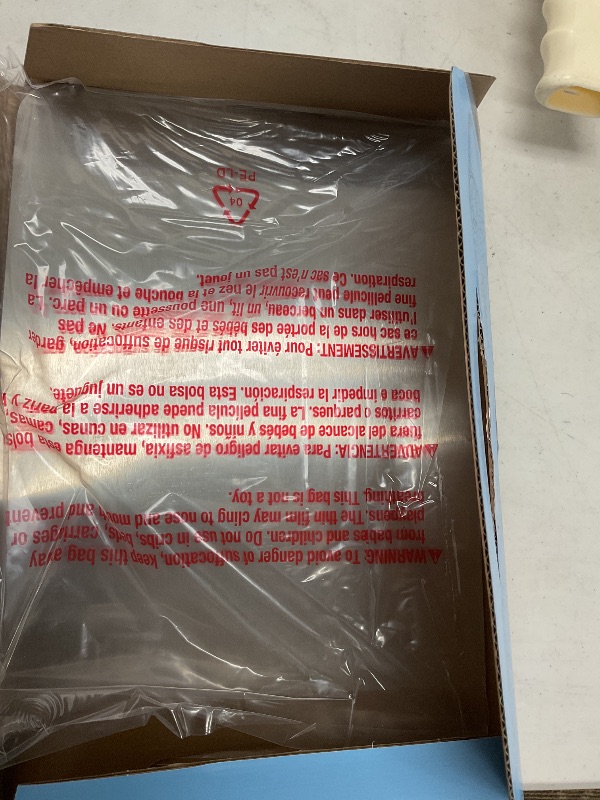 ⚠WARNING: To avoid danger of suffocation, keep this bag away
from babies and children. Do not use in cribs, beds, carriages or
playpens. The thin film may cling to nose and mouth and prevent
breathing. This bag is not a toy.
⚠ADVERTENCIA: Para evitar peligro de asfixia, mantenga esta bolsa
fuera del alcance de bebés y niños. No utilizar en cunas, camas,
carritos o parques. La fina película puede adherirse a la nariz y
boca e impedir la respiración. Esta bolsa no es un juguete.
⚠AVERTISSEMENT: Pour éviter tout risque de suffocation, garder
ce sac hors de la portée des bébés et des enfants. Ne pas
l'utiliser dans un berceau, un lit, une poussette ou un parc. La
fine pellicule peut recouvrir le nez et la bouche et empêcher la
respiration. Ce sac n'est pas un jouet.
04
PE-LD